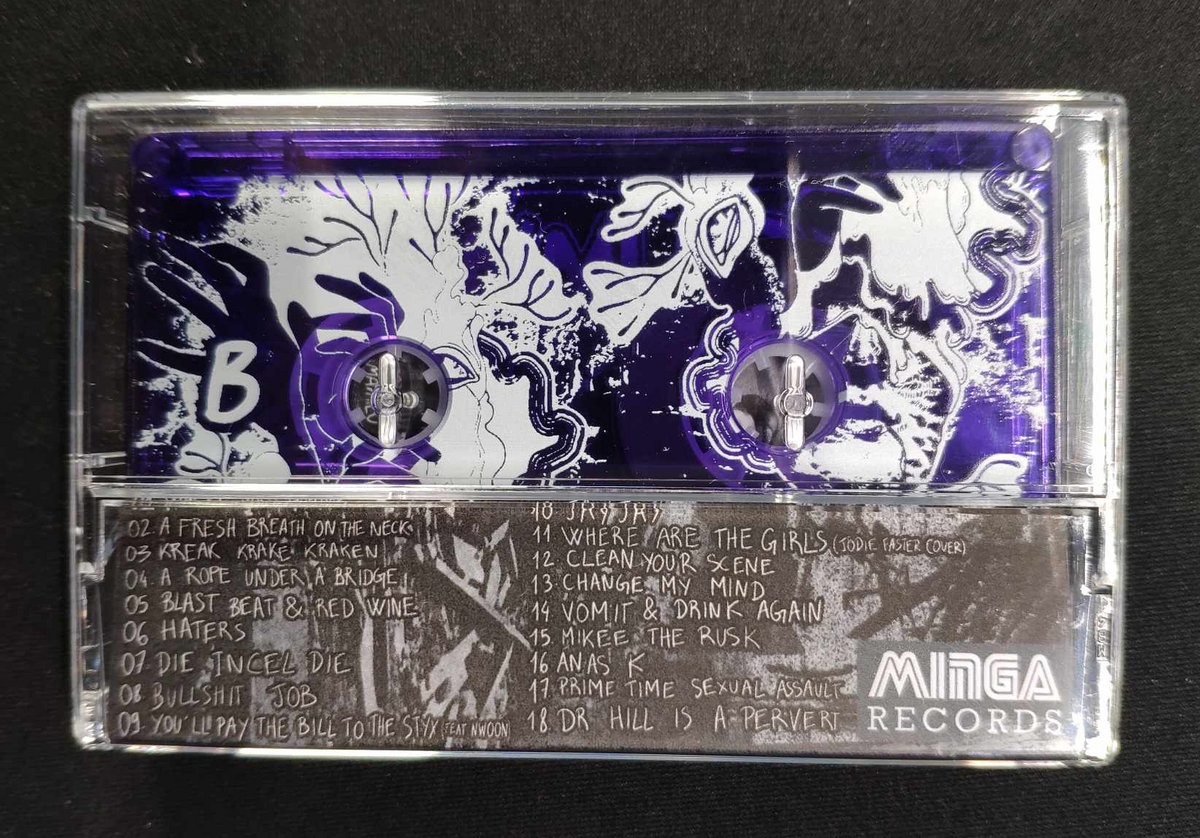 B
02 A FRESH BREATH ON THE NECK
03 KREAK KRAKE KRAKEN
04 A ROPE UNDER A BRIDGE
05 BLAST BEAT & RED WINE
06 HATERS
07 DIE INCEL DIE
08 BULLSHIT JOB
09 YOU'LL PAY THE BILL TO THE STYX FEAT NWOON
10
11 WHERE ARE THE GIRLS (JODIE FASTER COVER)
12 CLEAN YOUR SCENE
13 CHANGE MY MIND
14 VOMIT & DRINK AGAIN
15 MIKEE THE RUSK
16 ANAS K
17 PRIME TIME SEXUAL ASSAULT
18 DR HILL IS A PERVERT
MINGA
RECORDS